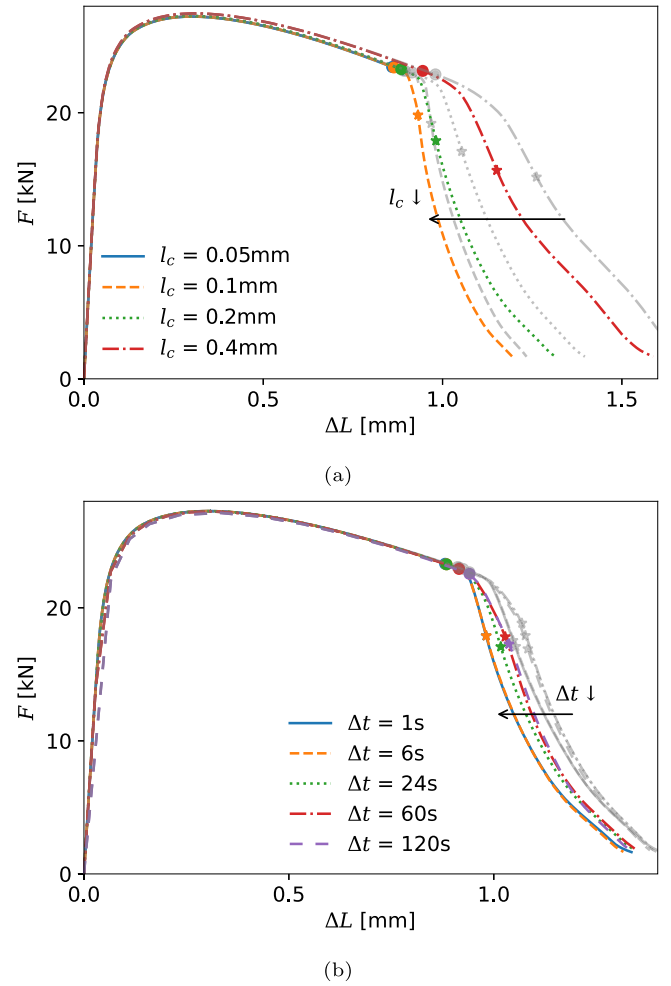 F [kN]
20
10
0
l_c ↓
l_c = 0.05mm
l_c = 0.1mm
l_c = 0.2mm
l_c = 0.4mm
0.0 0.5 1.0 1.5
ΔL [mm]
(a)
F [kN]
20
10
0
Δt ↓
Δt = 1s
Δt = 6s
Δt = 24s
Δt = 60s
Δt = 120s
0.0 0.5 1.0
ΔL [mm]
(b)